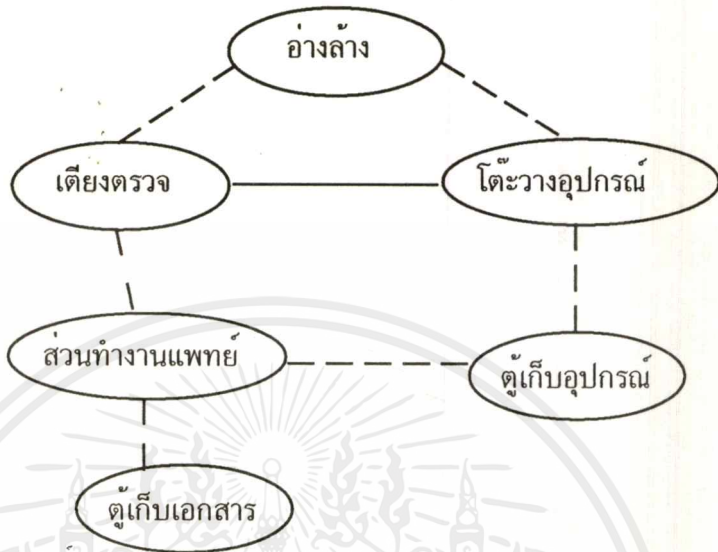 อ่างล้าง
เตียงตรวจ
โต๊ะวางอุปกรณ์
ส่วนทำงานแพทย์
ตู้เก็บอุปกรณ์
ตู้เก็บเอกสาร